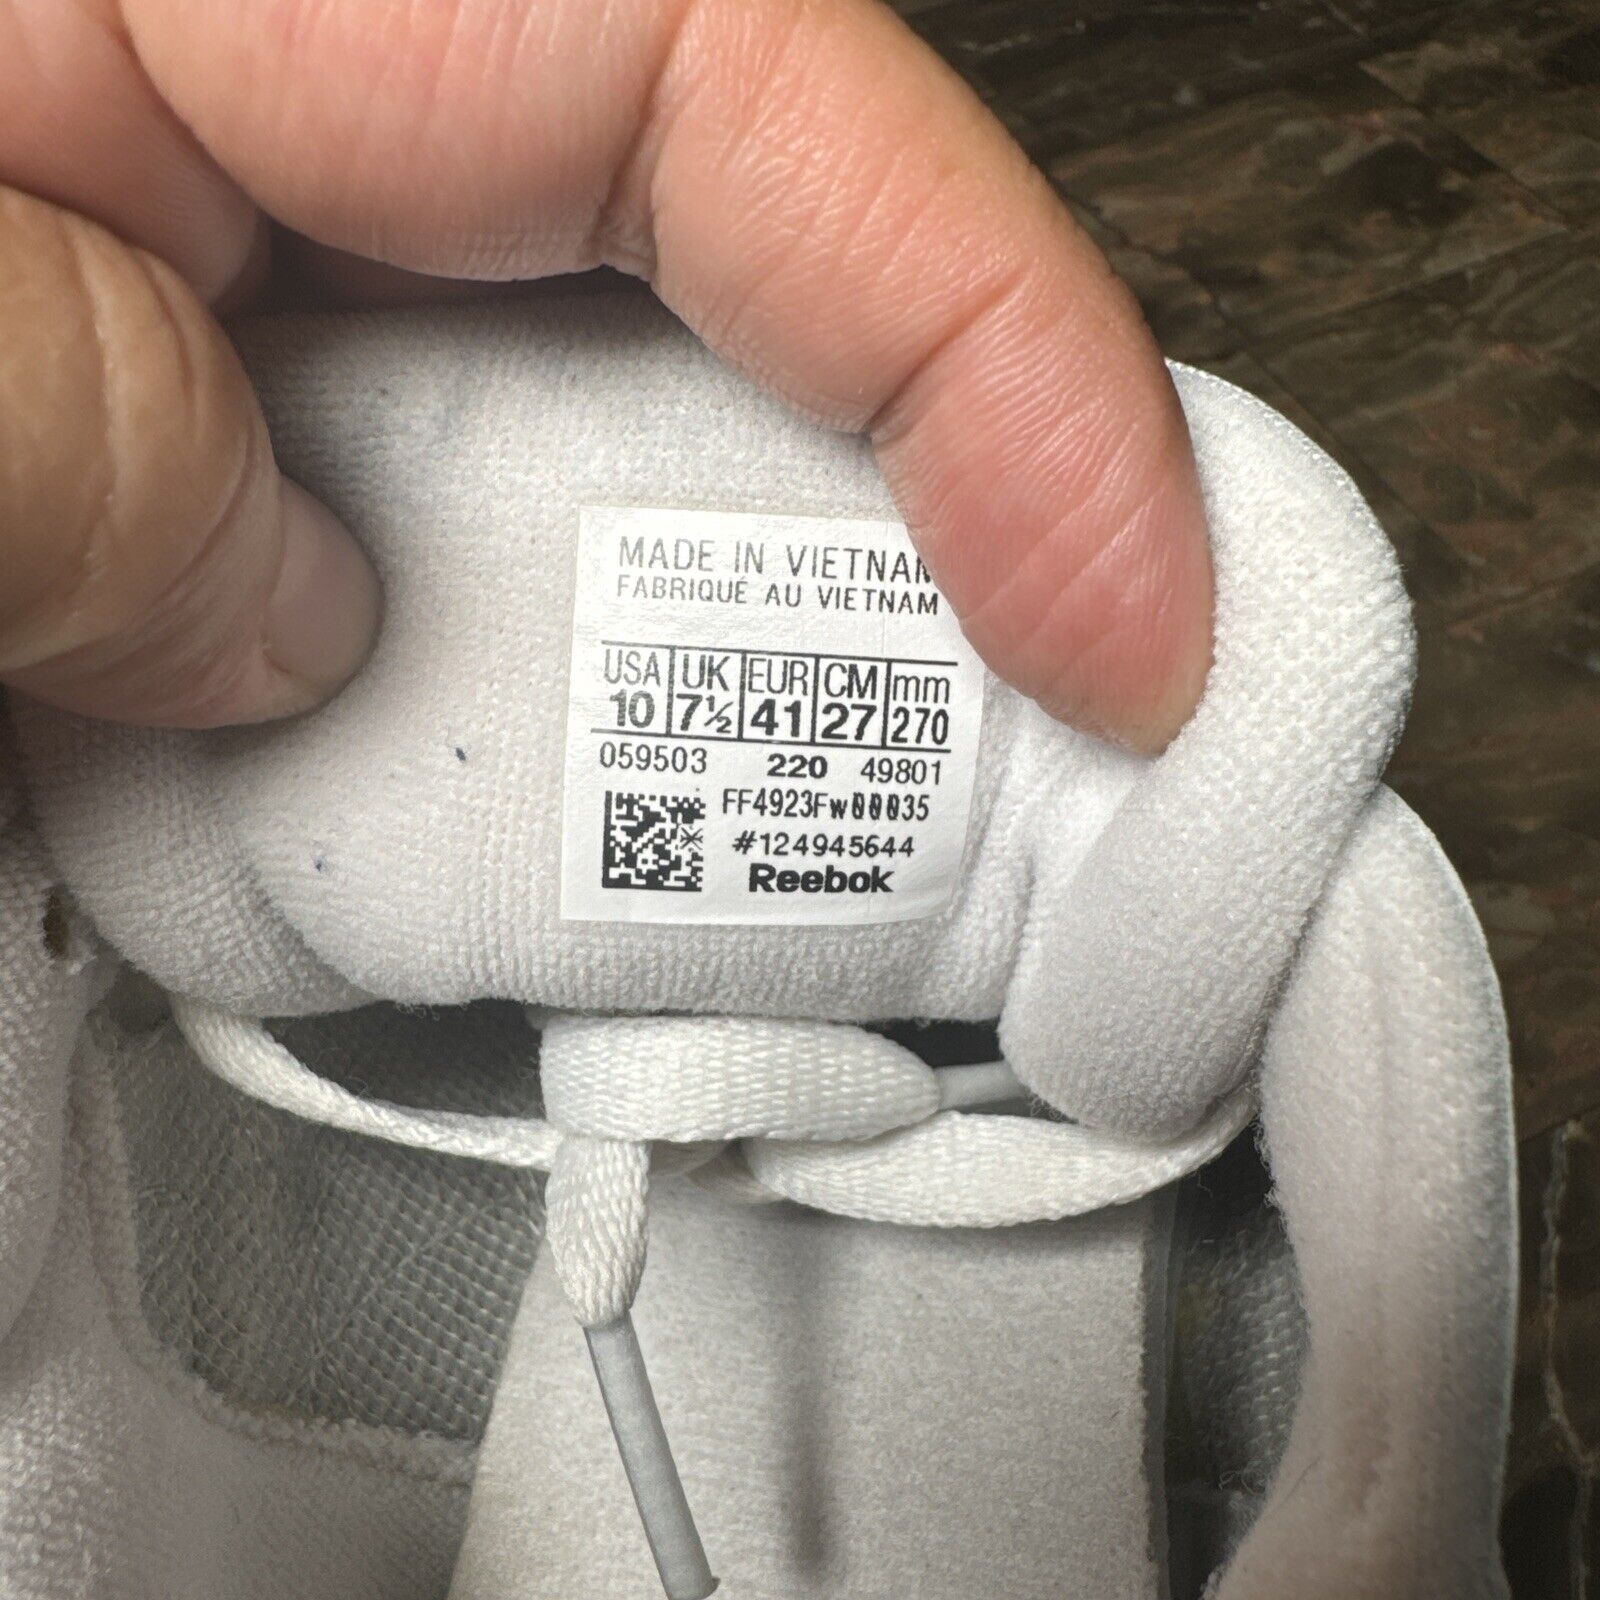 MADE IN VIETNAM
FABRIQUÉ AU VIETNAM
USA UK EUR CM mm
10 7½ 41 27 270
059503 220 49801
#124945644
Reebok